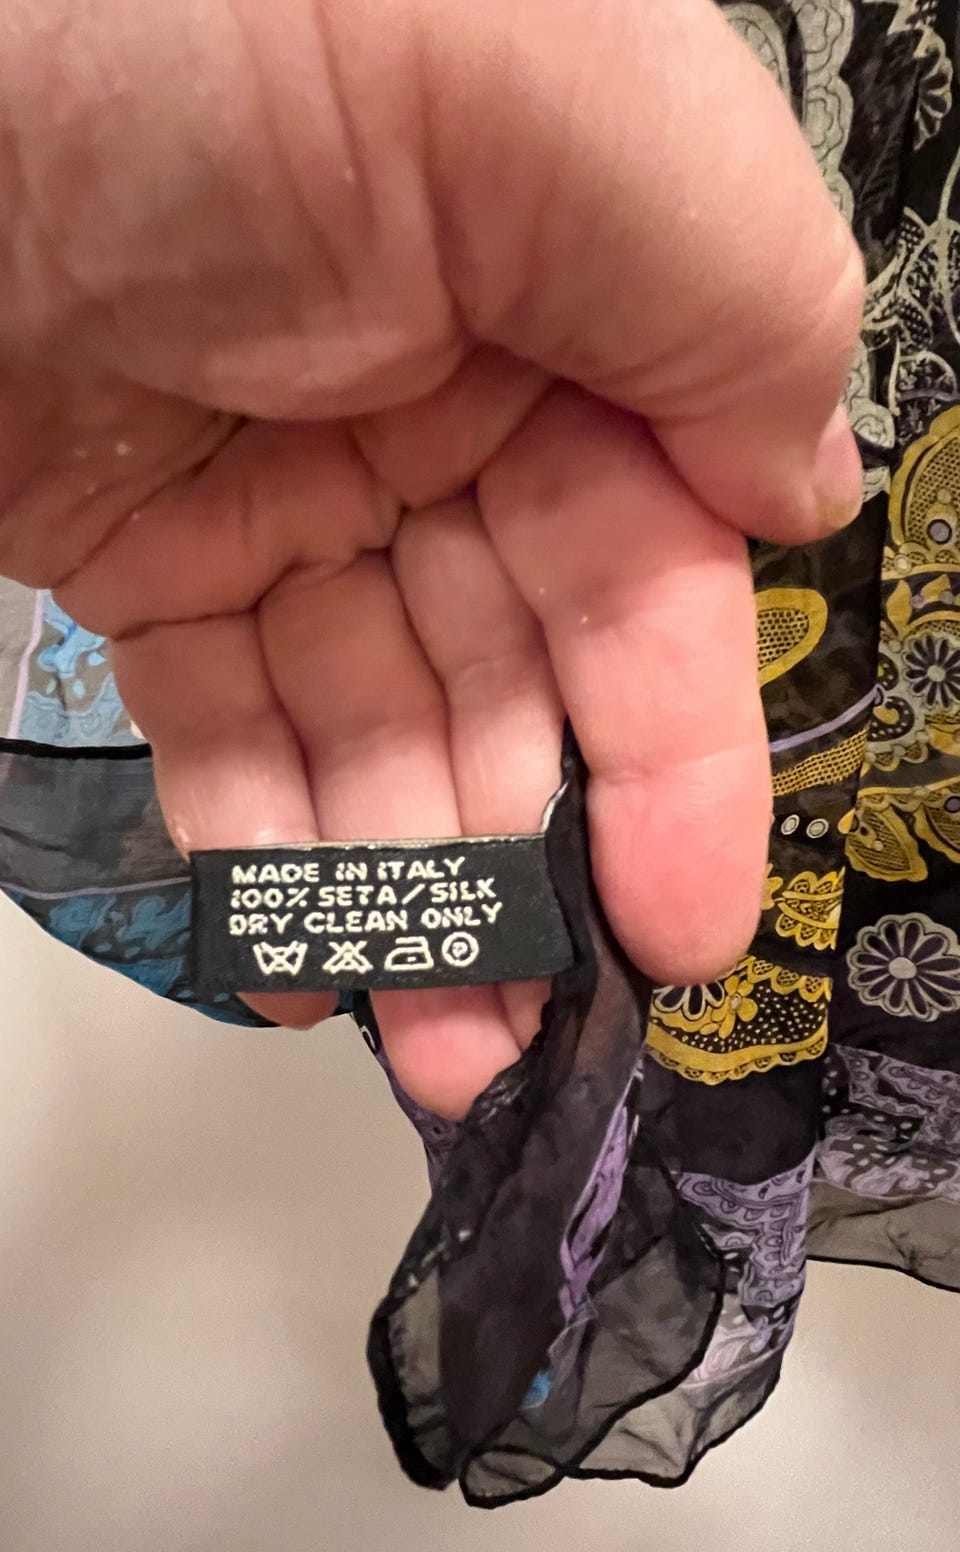 MADE IN ITALY
100% SETA/SILK
DRY CLEAN ONLY
P